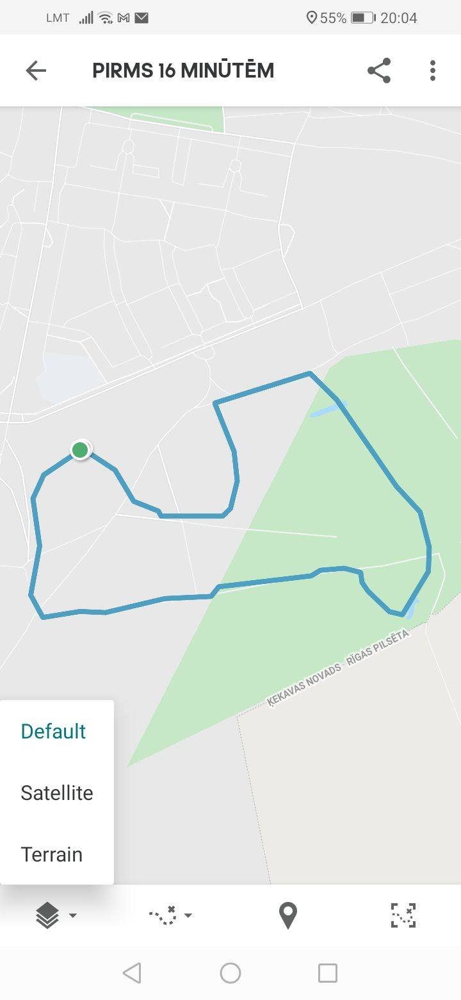 LMT 55% 20:04
PIRMS 16 MINŪTĒM
ĶEKAVAS NOVADS
RĪGAS PILSĒTA
Default
Satellite
Terrain